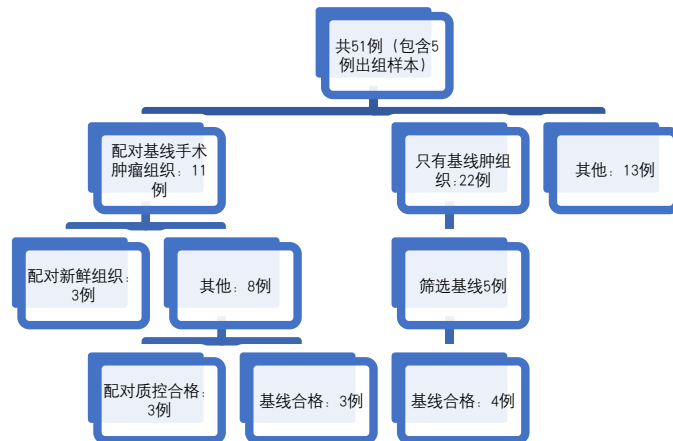 共51例（包含5
例出组样本）
配对基线手术
肿瘤组织：11
例
只有基线肿组
织:22例
其他：13例
配对新鲜组织：
3例
其他：8例
筛选基线5例
配对质控合格：
3例
基线合格：3例
基线合格：4例